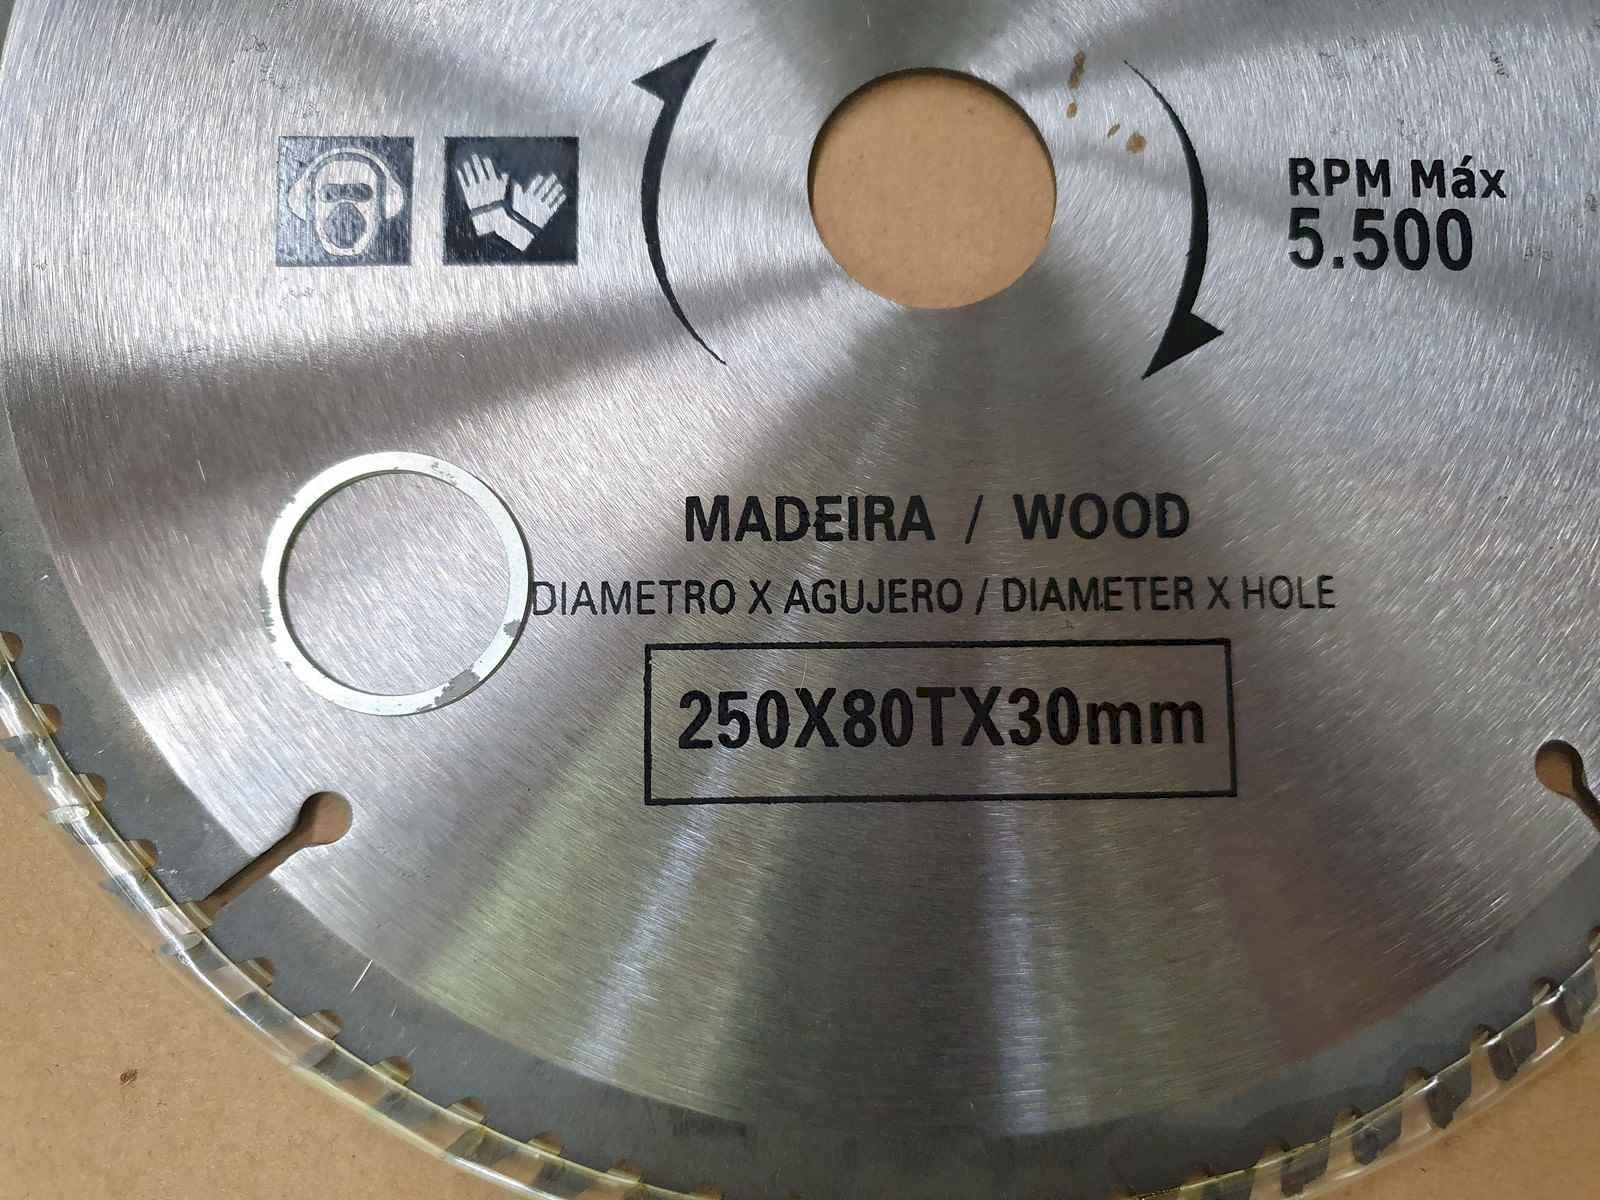 RPM Máx
5.500
MADEIRA / WOOD
DIAMETRO X AGUJERO / DIAMETER X HOLE
250X80TX30mm